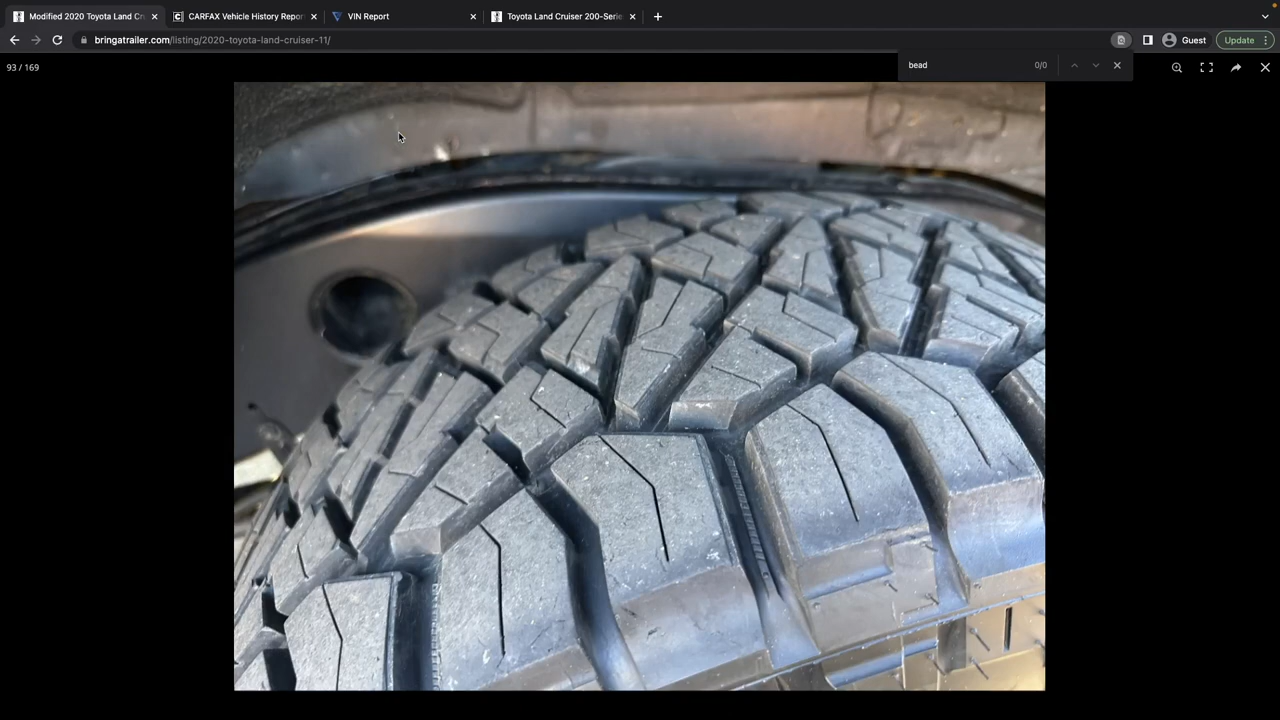 Modified 2020 Toyota Land Cr
CARFAX Vehicle History Repor
VIN Report
Toyota Land Cruiser 200-Serie
bringatrailer.com/listing/2020-toyota-land-cruiser-11/
Guest
Update
93 / 169
bead
0/0